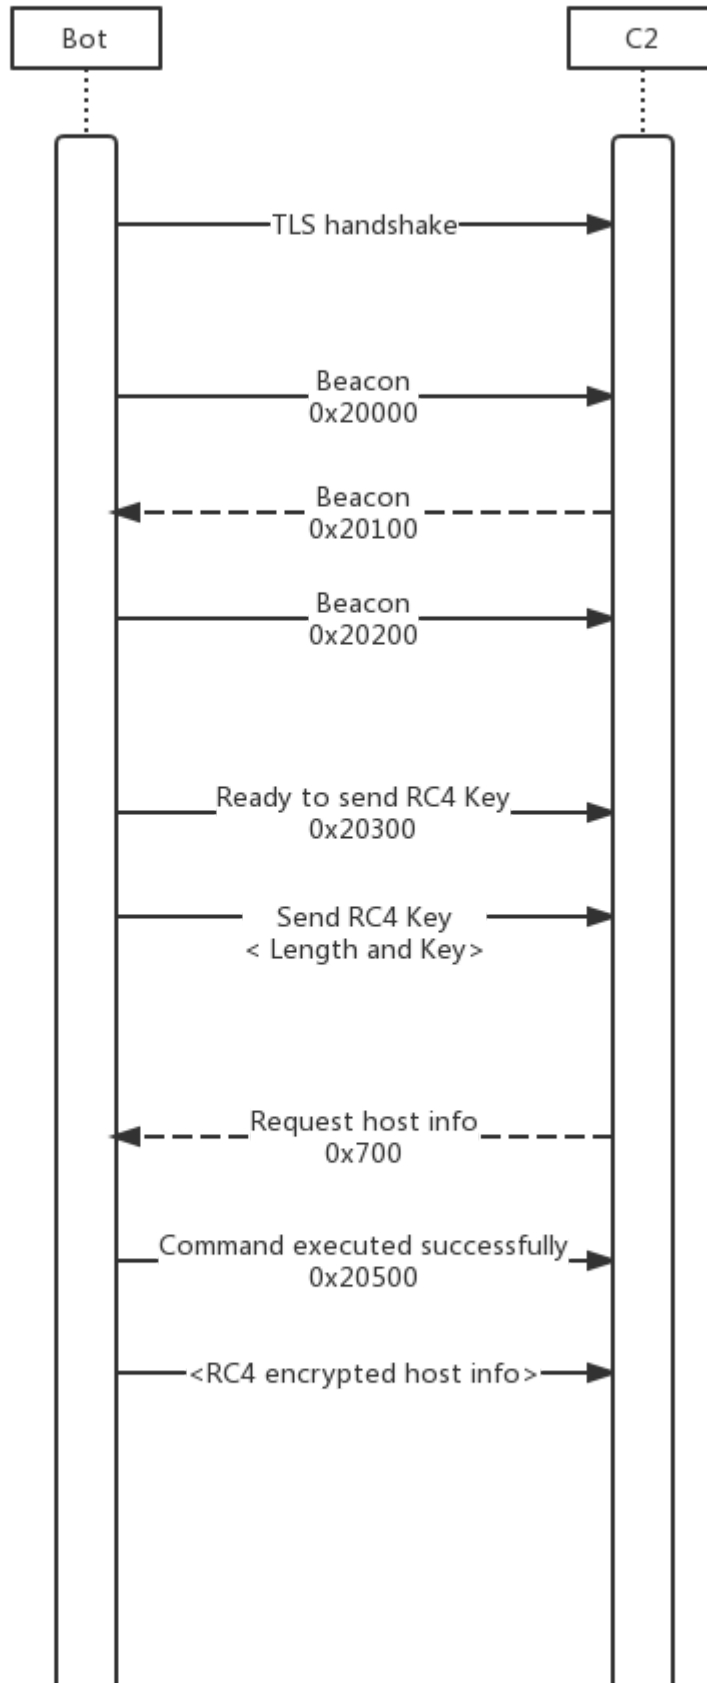 Bot
C2
TLS handshake
Beacon
0x20000
Beacon
0x20100
Beacon
0x20200
Ready to send RC4 Key
0x20300
Send RC4 Key
< Length and Key>
Request host info
0x700
Command executed successfully
0x20500
<RC4 encrypted host info>